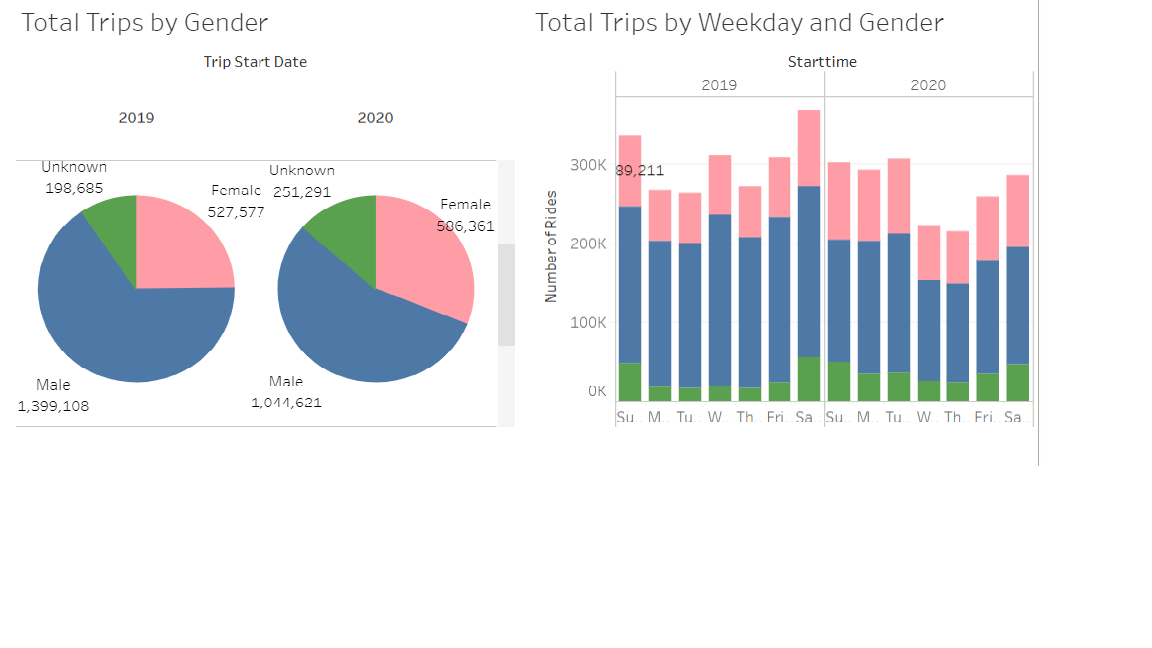 Total Trips by Gender
Trip Start Date
2019
2020
Unknown
198,685
Female
527,577
Male
1,399,108
Unknown
251,291
Female
586,361
Male
1,044,621
Total Trips by Weekday and Gender
Starttime
2019
2020
Number of Rides
300K
200K
100K
0K
89,211
Su.. M.. Tu.. W.. Th.. Fri.. Sa.. Su.. M.. Tu.. W.. Th.. Fri.. Sa..